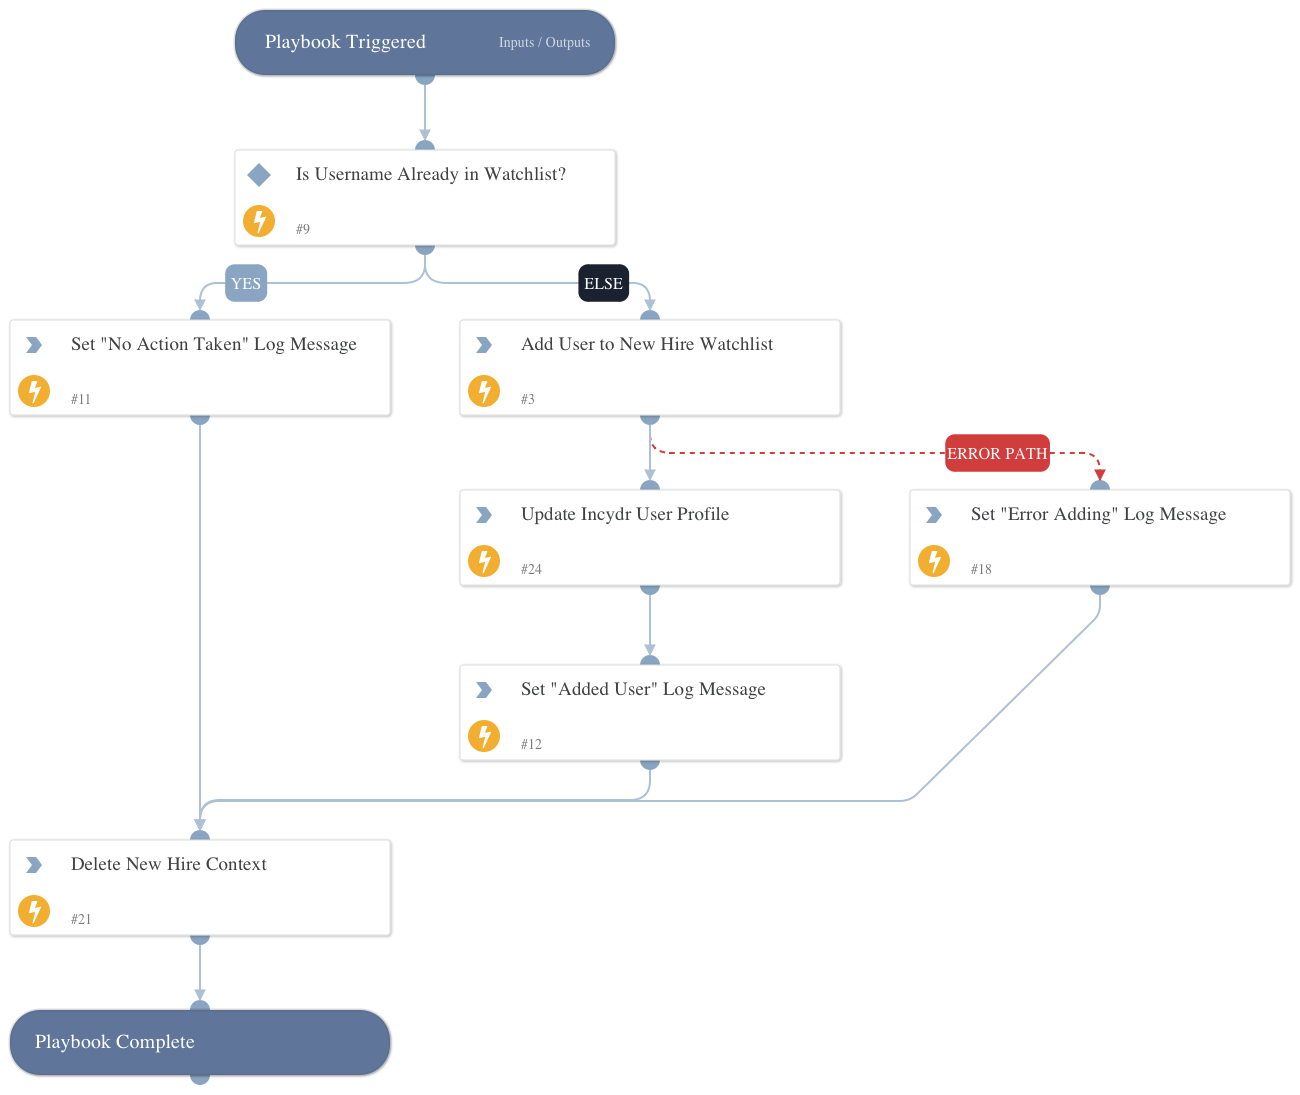 Playbook Triggered
Inputs / Outputs
Is Username Already in Watchlist?
#9
YES
ELSE
Set "No Action Taken" Log Message
#11
Add User to New Hire Watchlist
#3
ERROR PATH
Update Incydr User Profile
#24
Set "Error Adding" Log Message
#18
Set "Added User" Log Message
#12
Delete New Hire Context
#21
Playbook Complete